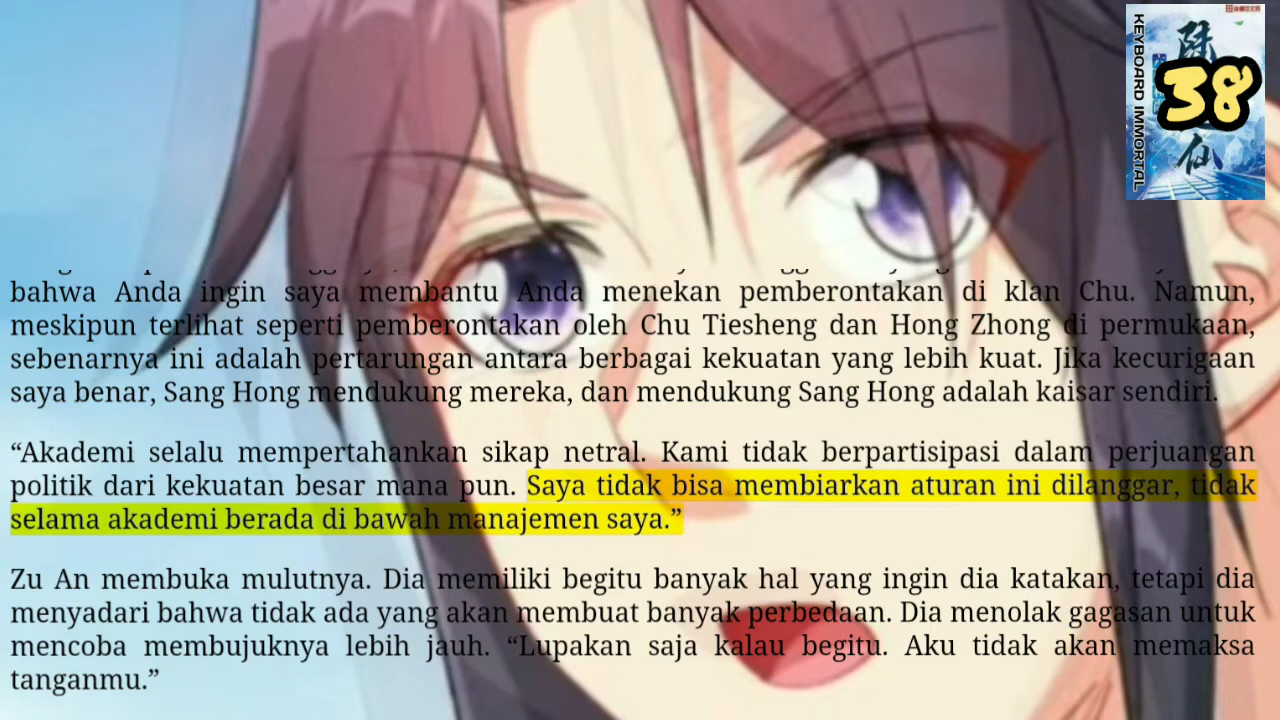 KEYBOARD IMMORTAL
陆
仙
38
bahwa Anda ingin saya membantu Anda menekan pemberontakan di klan Chu. Namun,
meskipun terlihat seperti pemberontakan oleh Chu Tiesheng dan Hong Zhong di permukaan,
sebenarnya ini adalah pertarungan antara berbagai kekuatan yang lebih kuat. Jika kecurigaan
saya benar, Sang Hong mendukung mereka, dan mendukung Sang Hong adalah kaisar sendiri.
“Akademi selalu mempertahankan sikap netral. Kami tidak berpartisipasi dalam perjuangan
politik dari kekuatan besar mana pun. Saya tidak bisa membiarkan aturan ini dilanggar, tidak
selama akademi berada di bawah manajemen saya.”
Zu An membuka mulutnya. Dia memiliki begitu banyak hal yang ingin dia katakan, tetapi dia
menyadari bahwa tidak ada yang akan membuat banyak perbedaan. Dia menolak gagasan untuk
mencoba membujuknya lebih jauh. “Lupakan saja kalau begitu. Aku tidak akan memaksa
tanganmu.”